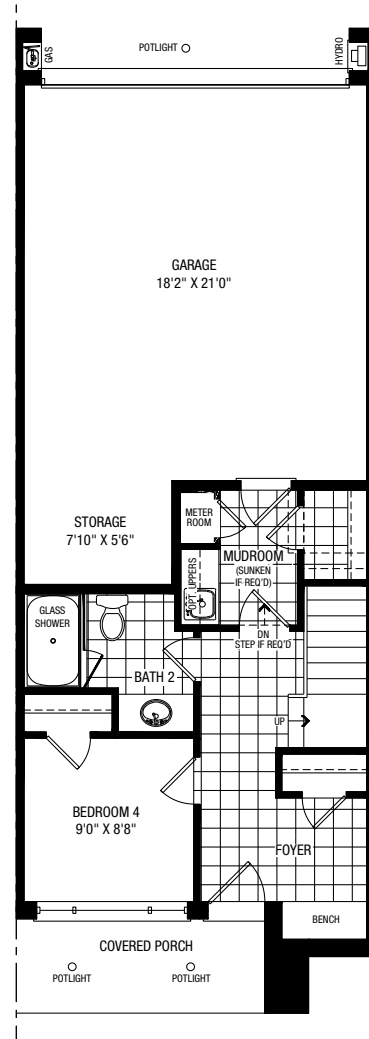 GAS
POTLIGHT
HYDRO
GARAGE
18'2" X 21'0"
STORAGE
7'10" X 5'6"
METER
ROOM
MUDROOM
(SUNKEN
IF REQ'D)
OPT. UPPERS
GLASS
SHOWER
DN
STEP IF REQ'D
BATH 2
UP
BEDROOM 4
9'0" X 8'8"
FOYER
BENCH
COVERED PORCH
POTLIGHT
POTLIGHT